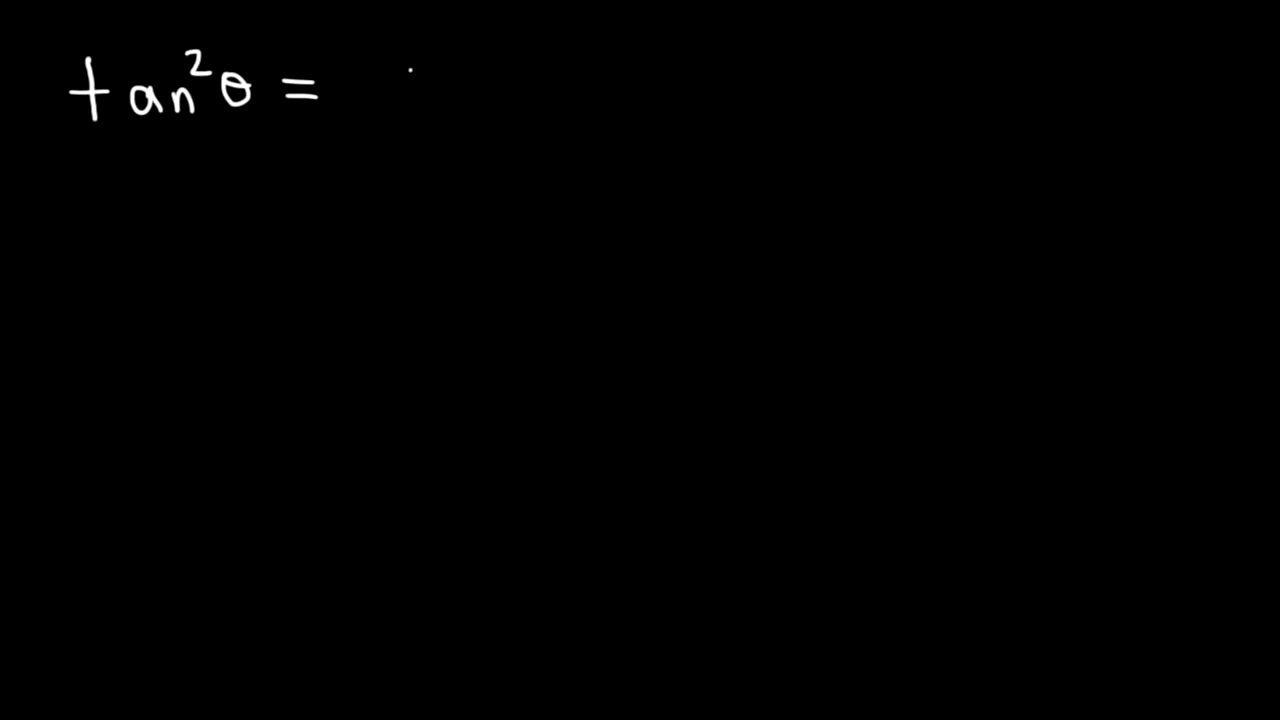 tan²θ =